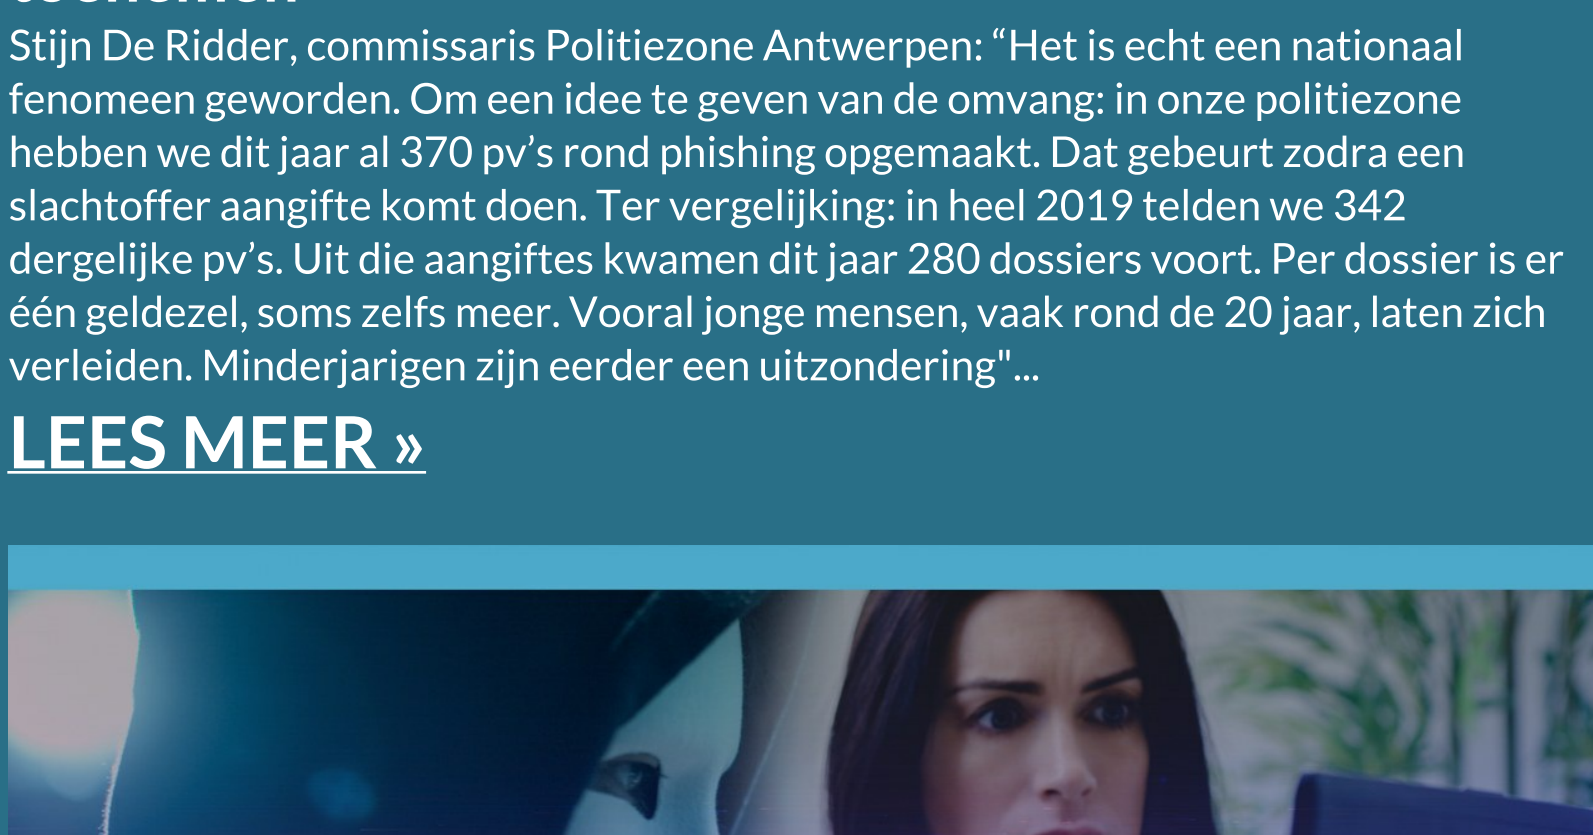 Stijn De Ridder, commissaris Politiezone Antwerpen: “Het is echt een nationaal
fenomeen geworden. Om een idee te geven van de omvang: in onze politiezone
hebben we dit jaar al 370 pv’s rond phishing opgemaakt. Dat gebeurt zodra een
slachtoffer aangifte komt doen. Ter vergelijking: in heel 2019 telden we 342
dergelijke pv’s. Uit die aangiftes kwamen dit jaar 280 dossiers voort. Per dossier is er
één geldezel, soms zelfs meer. Vooral jonge mensen, vaak rond de 20 jaar, laten zich
verleiden. Minderjarigen zijn eerder een uitzondering"...
LEES MEER »